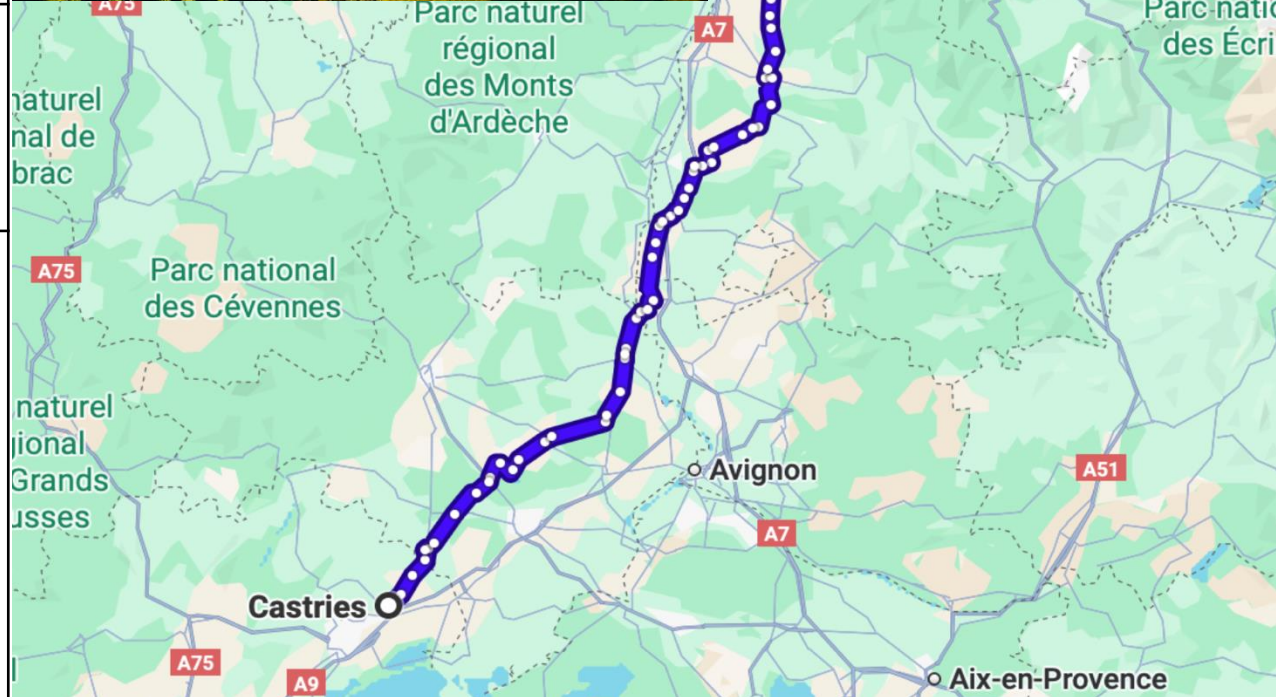 A75
Parc naturel
régional
des Monts
d'Ardèche
A7
Parc natio
des Écri
naturel
nal de
brac
A75
Parc national
des Cévennes
naturel
gional
Grands
usses
Avignon
A51
A7
Castries
A75
A9
Aix-en-Provence